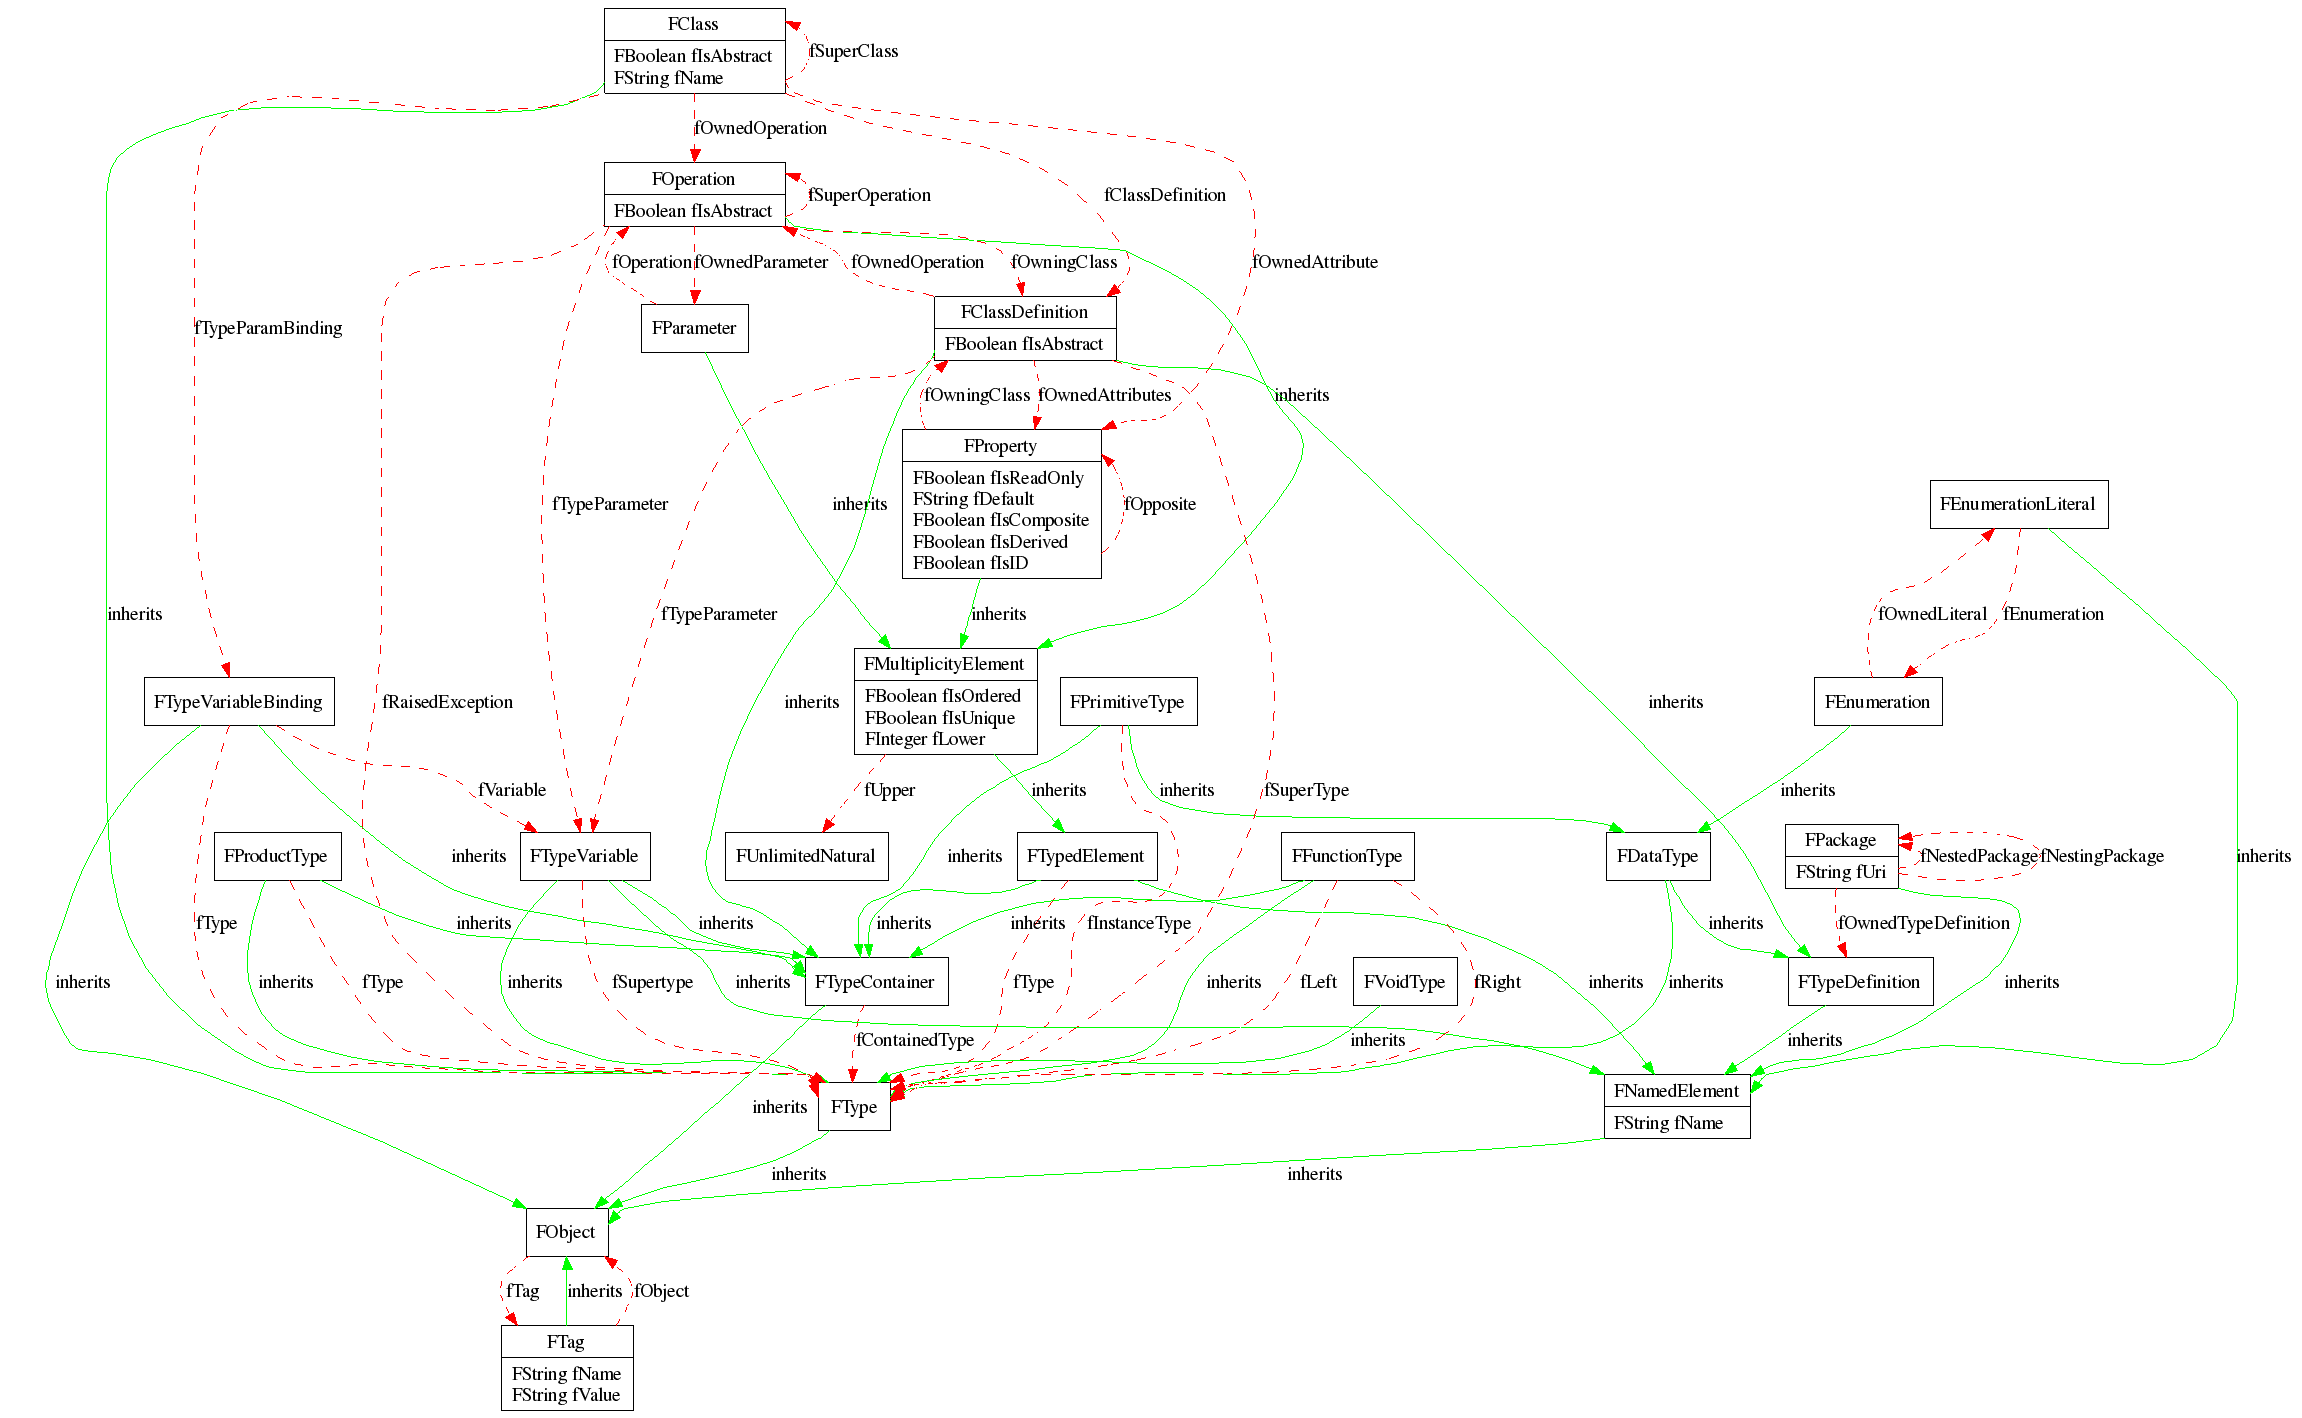 FClass
FBoolean fIsAbstract
FString fName
fSuperClass
fOwnedOperation
FOperation
FBoolean fIsAbstract
fSuperOperation
fClassDefinition
fOperation
fOwnedParameter
fOwnedOperation
fOwningClass
fOwnedAttribute
fTypeParamBinding
FParameter
FClassDefinition
FBoolean fIsAbstract
fOwningClass
fOwnedAttributes
inherits
FProperty
FBoolean fIsReadOnly
FString fDefault
FBoolean fIsComposite
FBoolean fIsDerived
FBoolean fIsID
fTypeParameter
inherits
fOpposite
FEnumerationLiteral
inherits
fTypeParameter
inherits
fOwnedLiteral
fEnumeration
FTypeVariableBinding
fRaisedException
inherits
FMultiplicityElement
FBoolean fIsOrdered
FBoolean fIsUnique
FInteger fLower
FPrimitiveType
inherits
FEnumeration
fVariable
fUpper
inherits
inherits
fSuperType
inherits
FProductType
inherits
FTypeVariable
FUnlimitedNatural
inherits
FTypedElement
FFunctionType
FDataType
FPackage
FString fUri
fNestedPackage
fNestingPackage
inherits
fType
inherits
inherits
inherits
inherits
fInstanceType
inherits
fOwnedTypeDefinition
inherits
inherits
fType
inherits
fSupertype
inherits
FTypeContainer
fType
inherits
fLeft
FVoidType
fRight
inherits
inherits
FTypeDefinition
inherits
fContainedType
inherits
inherits
inherits
FType
FNamedElement
FString fName
inherits
inherits
FObject
fTag
inherits
fObject
FTag
FString fName
FString fValue